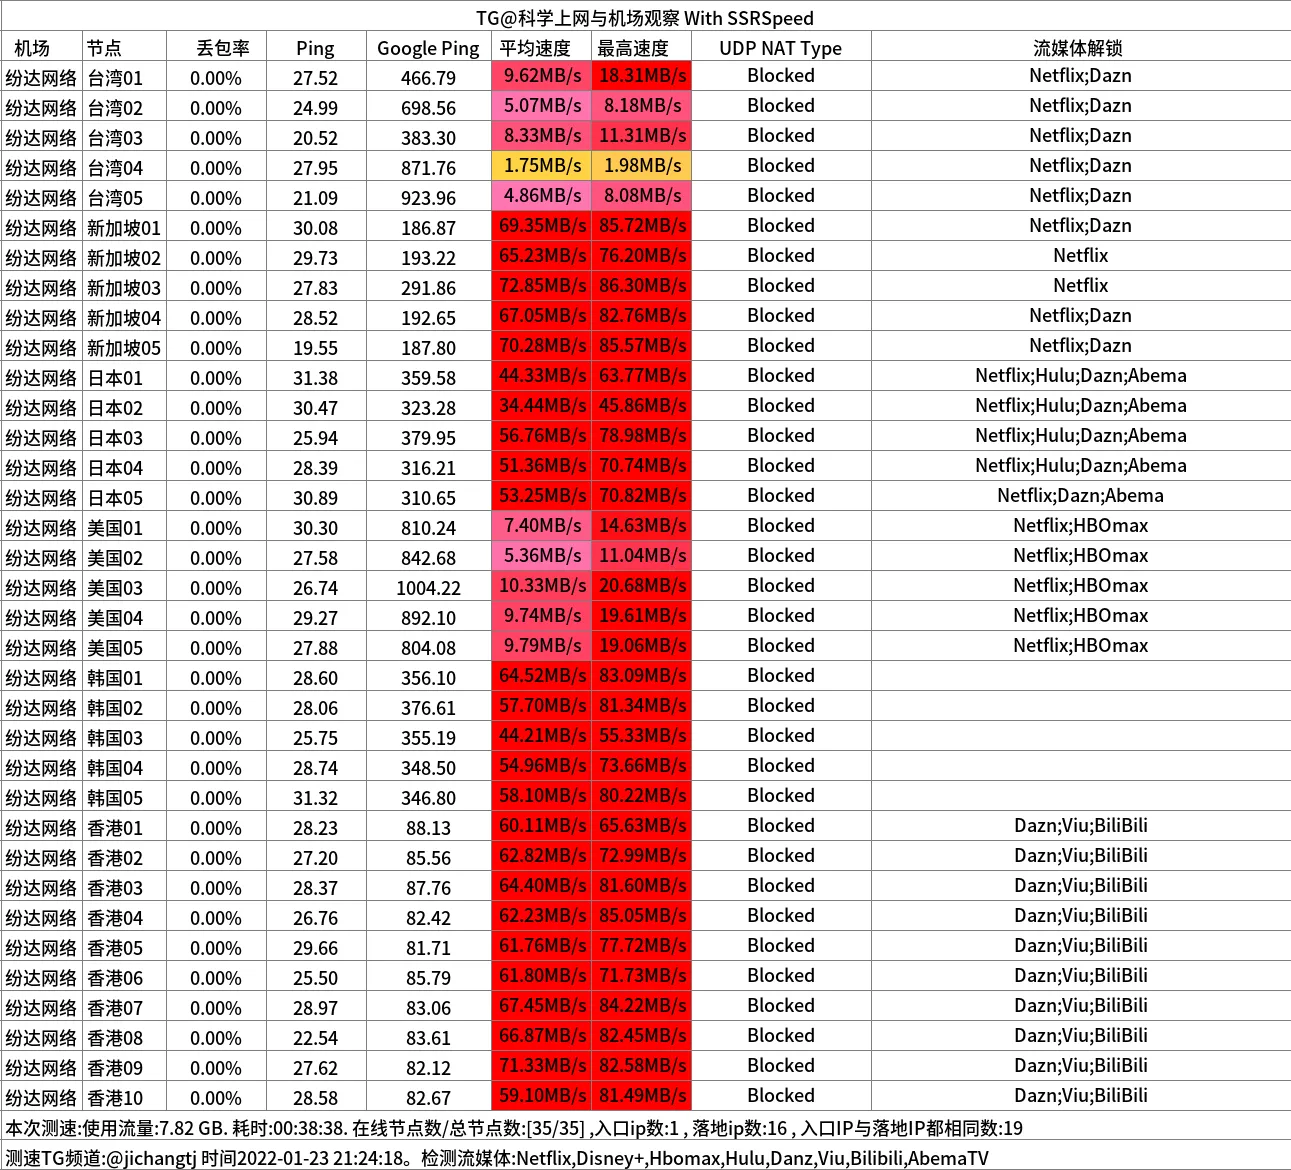 TG@科学上网与机场观察 With SSRSpeed
机场 节点 丢包率 Ping Google Ping 平均速度 最高速度 UDP NAT Type 流媒体解锁
纷达网络 台湾01 0.00% 27.52 466.79 9.62MB/s 18.31MB/s Blocked Netflix;Dazn
纷达网络 台湾02 0.00% 24.99 698.56 5.07MB/s 8.18MB/s Blocked Netflix;Dazn
纷达网络 台湾03 0.00% 20.52 383.30 8.33MB/s 11.31MB/s Blocked Netflix;Dazn
纷达网络 台湾04 0.00% 27.95 871.76 1.75MB/s 1.98MB/s Blocked Netflix;Dazn
纷达网络 台湾05 0.00% 21.09 923.96 4.86MB/s 8.08MB/s Blocked Netflix;Dazn
纷达网络 新加坡01 0.00% 30.08 186.87 69.35MB/s 85.72MB/s Blocked Netflix;Dazn
纷达网络 新加坡02 0.00% 29.73 193.22 65.23MB/s 76.20MB/s Blocked Netflix
纷达网络 新加坡03 0.00% 27.83 291.86 72.85MB/s 86.30MB/s Blocked Netflix
纷达网络 新加坡04 0.00% 28.52 192.65 67.05MB/s 82.76MB/s Blocked Netflix;Dazn
纷达网络 新加坡05 0.00% 19.55 187.80 70.28MB/s 85.57MB/s Blocked Netflix;Dazn
纷达网络 日本01 0.00% 31.38 359.58 44.33MB/s 63.77MB/s Blocked Netflix;Hulu;Dazn;Abema
纷达网络 日本02 0.00% 30.47 323.28 34.44MB/s 45.86MB/s Blocked Netflix;Hulu;Dazn;Abema
纷达网络 日本03 0.00% 25.94 379.95 56.76MB/s 78.98MB/s Blocked Netflix;Hulu;Dazn;Abema
纷达网络 日本04 0.00% 28.39 316.21 51.36MB/s 70.74MB/s Blocked Netflix;Hulu;Dazn;Abema
纷达网络 日本05 0.00% 30.89 310.65 53.25MB/s 70.82MB/s Blocked Netflix;Dazn;Abema
纷达网络 美国01 0.00% 30.30 810.24 7.40MB/s 14.63MB/s Blocked Netflix;HBOmax
纷达网络 美国02 0.00% 27.58 842.68 5.36MB/s 11.04MB/s Blocked Netflix;HBOmax
纷达网络 美国03 0.00% 26.74 1004.22 10.33MB/s 20.68MB/s Blocked Netflix;HBOmax
纷达网络 美国04 0.00% 29.27 892.10 9.74MB/s 19.61MB/s Blocked Netflix;HBOmax
纷达网络 美国05 0.00% 27.88 804.08 9.79MB/s 19.06MB/s Blocked Netflix;HBOmax
纷达网络 韩国01 0.00% 28.60 356.10 64.52MB/s 83.09MB/s Blocked
纷达网络 韩国02 0.00% 28.06 376.61 57.70MB/s 81.34MB/s Blocked
纷达网络 韩国03 0.00% 25.75 355.19 44.21MB/s 55.33MB/s Blocked
纷达网络 韩国04 0.00% 28.74 348.50 54.96MB/s 73.66MB/s Blocked
纷达网络 韩国05 0.00% 31.32 346.80 58.10MB/s 80.22MB/s Blocked
纷达网络 香港01 0.00% 28.23 88.13 60.11MB/s 65.63MB/s Blocked Dazn;Viu;BiliBili
纷达网络 香港02 0.00% 27.20 85.56 62.82MB/s 72.99MB/s Blocked Dazn;Viu;BiliBili
纷达网络 香港03 0.00% 28.37 87.76 64.40MB/s 81.60MB/s Blocked Dazn;Viu;BiliBili
纷达网络 香港04 0.00% 26.76 82.42 62.23MB/s 85.05MB/s Blocked Dazn;Viu;BiliBili
纷达网络 香港05 0.00% 29.66 81.71 61.76MB/s 77.72MB/s Blocked Dazn;Viu;BiliBili
纷达网络 香港06 0.00% 25.50 85.79 61.80MB/s 71.73MB/s Blocked Dazn;Viu;BiliBili
纷达网络 香港07 0.00% 28.97 83.06 67.45MB/s 84.22MB/s Blocked Dazn;Viu;BiliBili
纷达网络 香港08 0.00% 22.54 83.61 66.87MB/s 82.45MB/s Blocked Dazn;Viu;BiliBili
纷达网络 香港09 0.00% 27.62 82.12 71.33MB/s 82.58MB/s Blocked Dazn;Viu;BiliBili
纷达网络 香港10 0.00% 28.58 82.67 59.10MB/s 81.49MB/s Blocked Dazn;Viu;BiliBili
本次测速:使用流量:7.82 GB. 耗时:00:38:38. 在线节点数/总节点数:[35/35] ,入口ip数:1 , 落地ip数:16 , 入口IP与落地IP都相同数:19
测速TG频道:@jichangtj 时间2022-01-23 21:24:18。检测流媒体:Netflix,Disney+,Hbomax,Hulu,Danz,Viu,Bilibili,AbemaTV